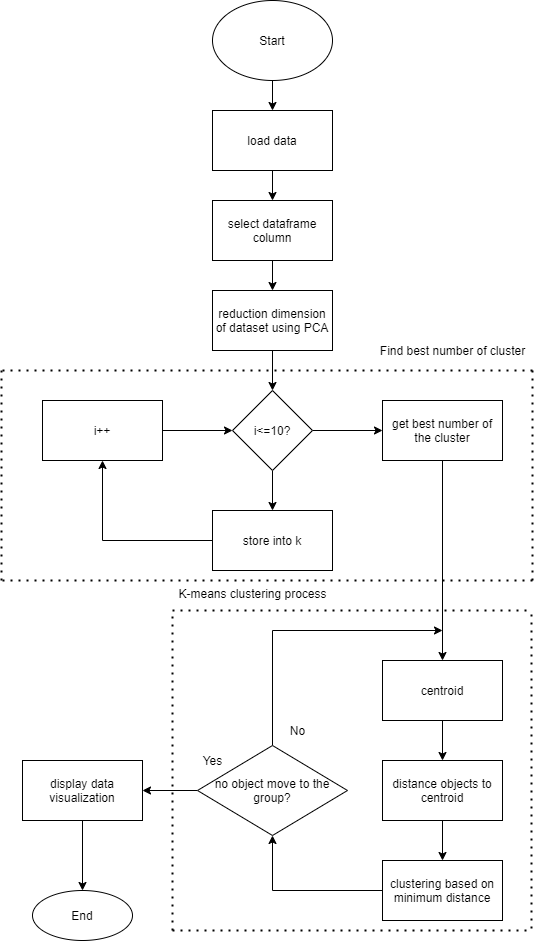 Start
load data
select dataframe
column
reduction dimension
of dataset using PCA
Find best number of cluster
i++
i<=10?
get best number of
the cluster
store into k
K-means clustering process
centroid
No
Yes
display data
visualization
no object move to the
group?
distance objects to
centroid
clustering based on
minimum distance
End